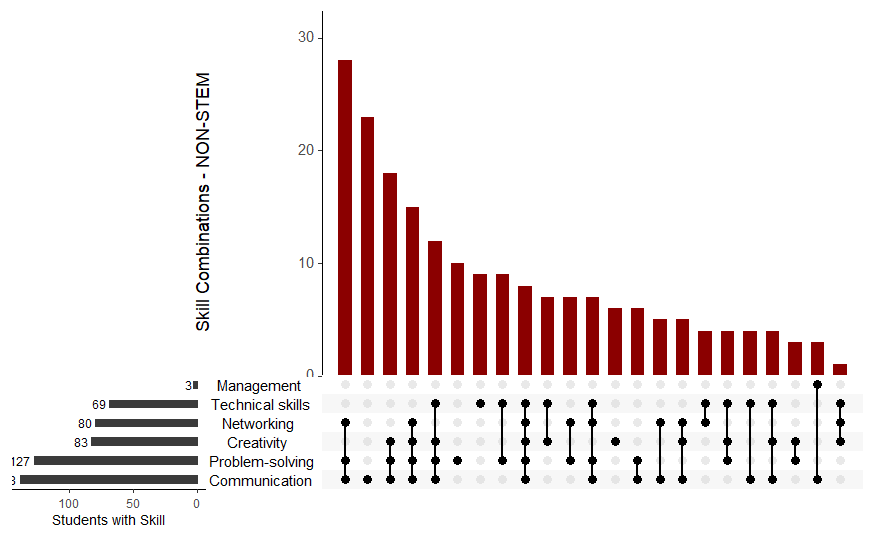 Skill Combinations - NON-STEM
30
20
10
0
3 Management
69 Technical skills
80 Networking
83 Creativity
127 Problem-solving
Communication
100 50 0
Students with Skill